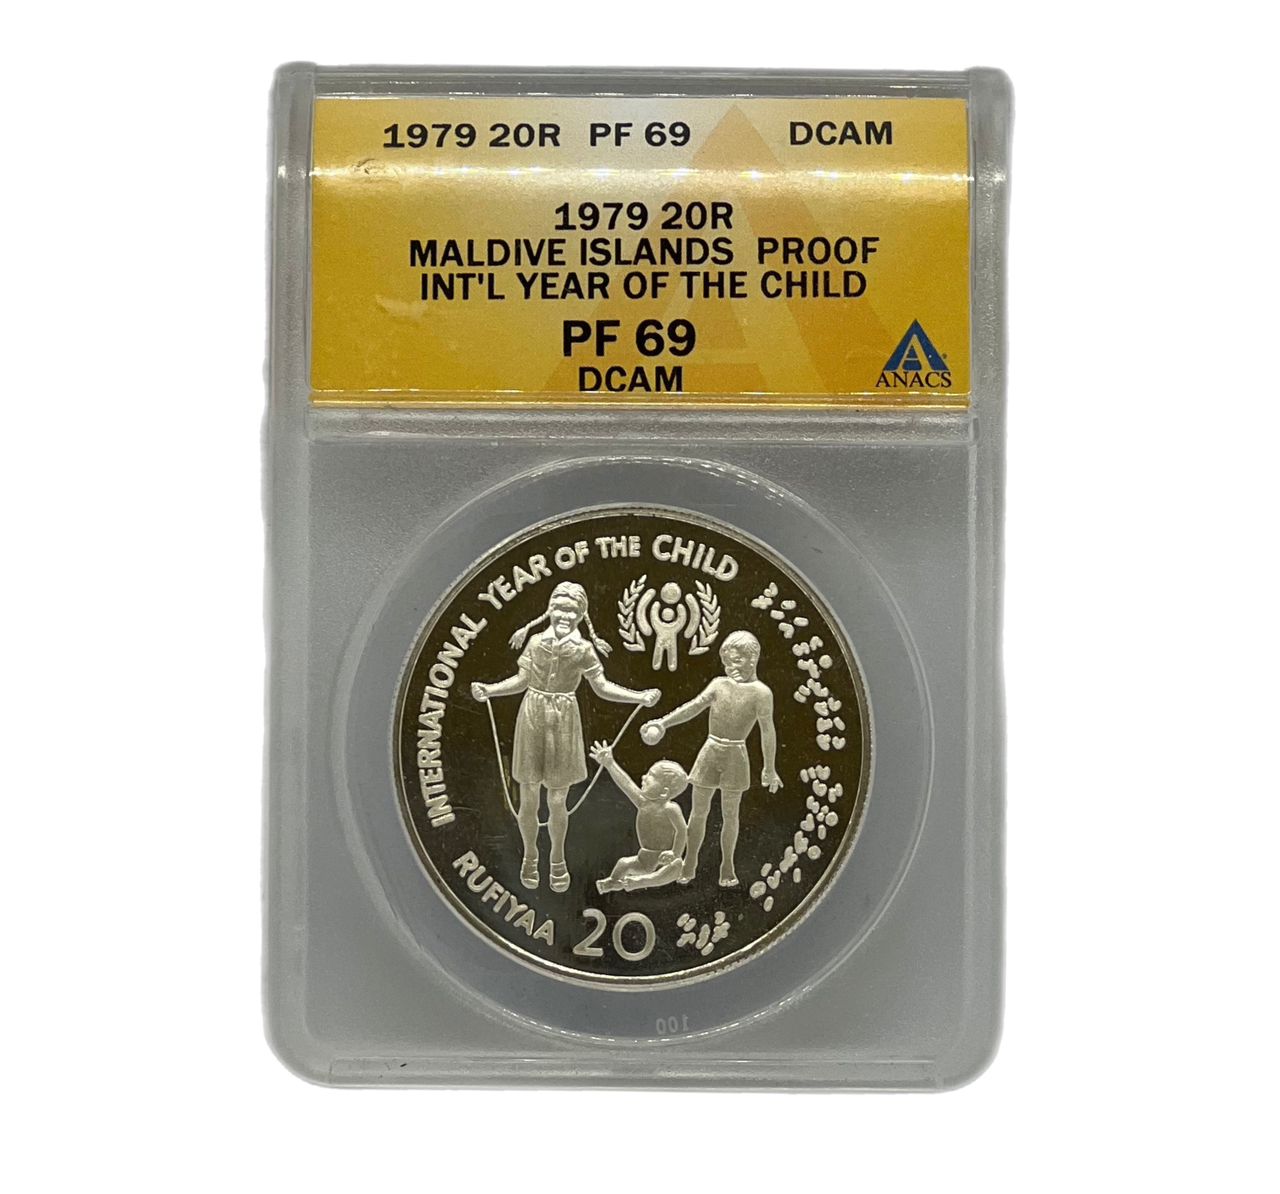 1979 20R PF 69 DCAM
1979 20R
MALDIVE ISLANDS PROOF
INT'L YEAR OF THE CHILD
PF 69
DCAM
ANACS
INTERNATIONAL YEAR OF THE CHILD
RUFIYAA 20
100